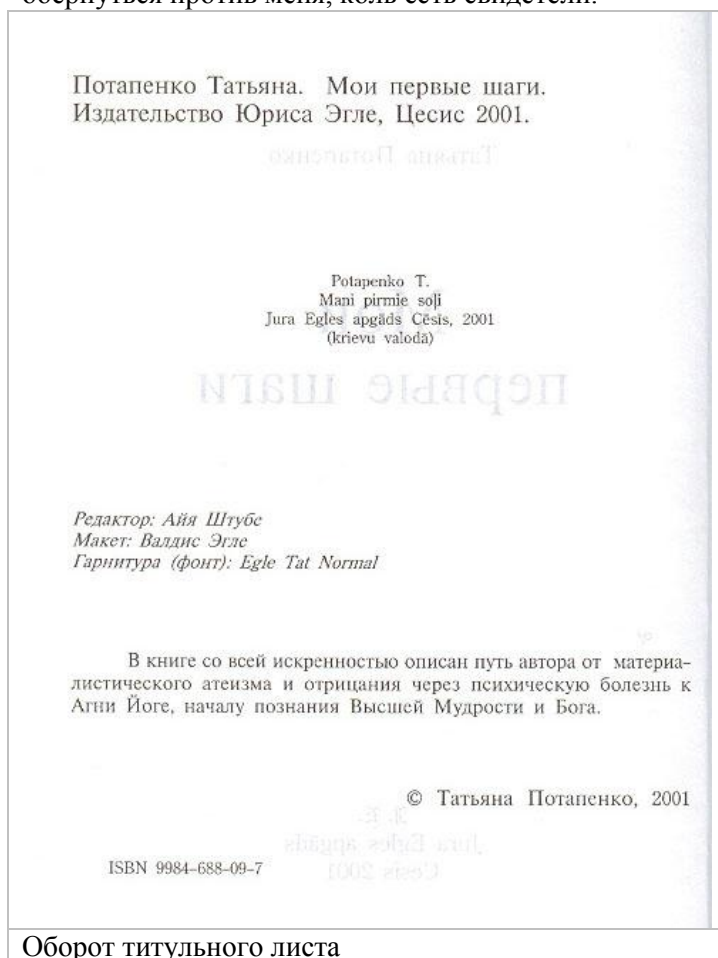 обернуться против меня, коль есть свидетели.
Потапенко Татьяна. Мои первые шаги.
Издательство Юриса Эгле, Цесис 2001.
Potapenko T.
Mani pirmie soļi
Jura Egles apgāds Cēsīs, 2001
(krievu valodā)
Редактор: Айя Штубе
Макет: Валдис Эгле
Гарнитура (фонт): Egle Tat Normal
В книге со всей искренностью описан путь автора от материа-
листического атеизма и отрицания через психическую болезнь к
Агни Йоге, началу познания Высшей Мудрости и Бога.
© Татьяна Потапенко, 2001
ISBN 9984-688-09-7
Оборот титульного листа